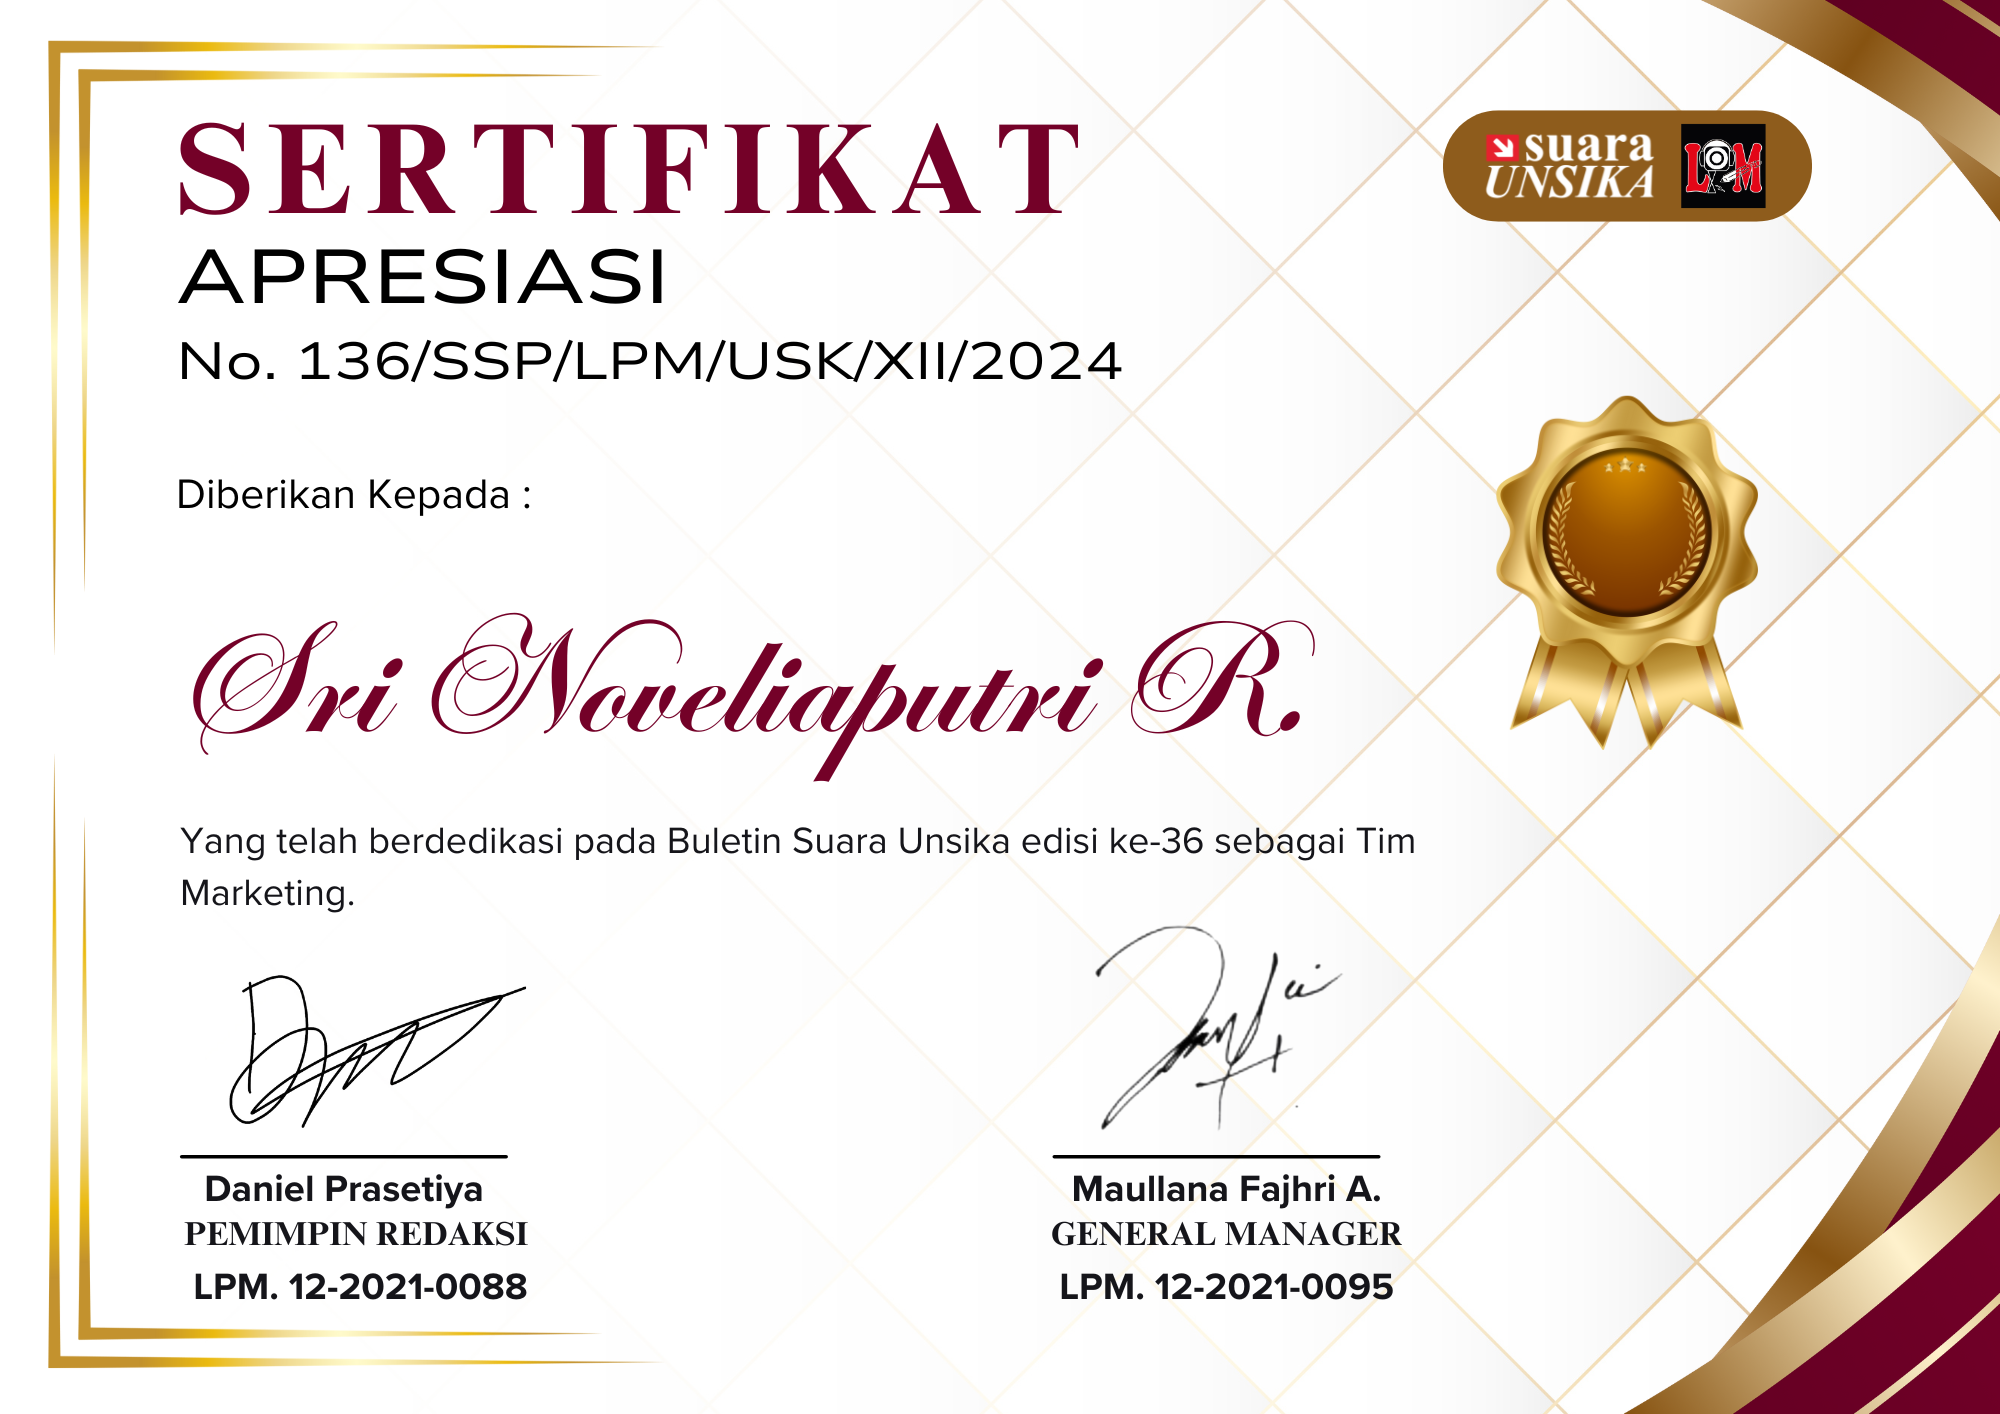 SERTIFIKAT
suara
UNSIKA
LPM
APRESIASI
No. 136/SSP/LPM/USK/XII/2024
Diberikan Kepada :
Sri Noveliaputri R.
Yang telah berdedikasi pada Buletin Suara Unsika edisi ke-36 sebagai Tim
Marketing.
Daniel Prasetiya
PEMIMPIN REDAKSI
LPM. 12-2021-0088
Maullana Fajhri A.
GENERAL MANAGER
LPM. 12-2021-0095